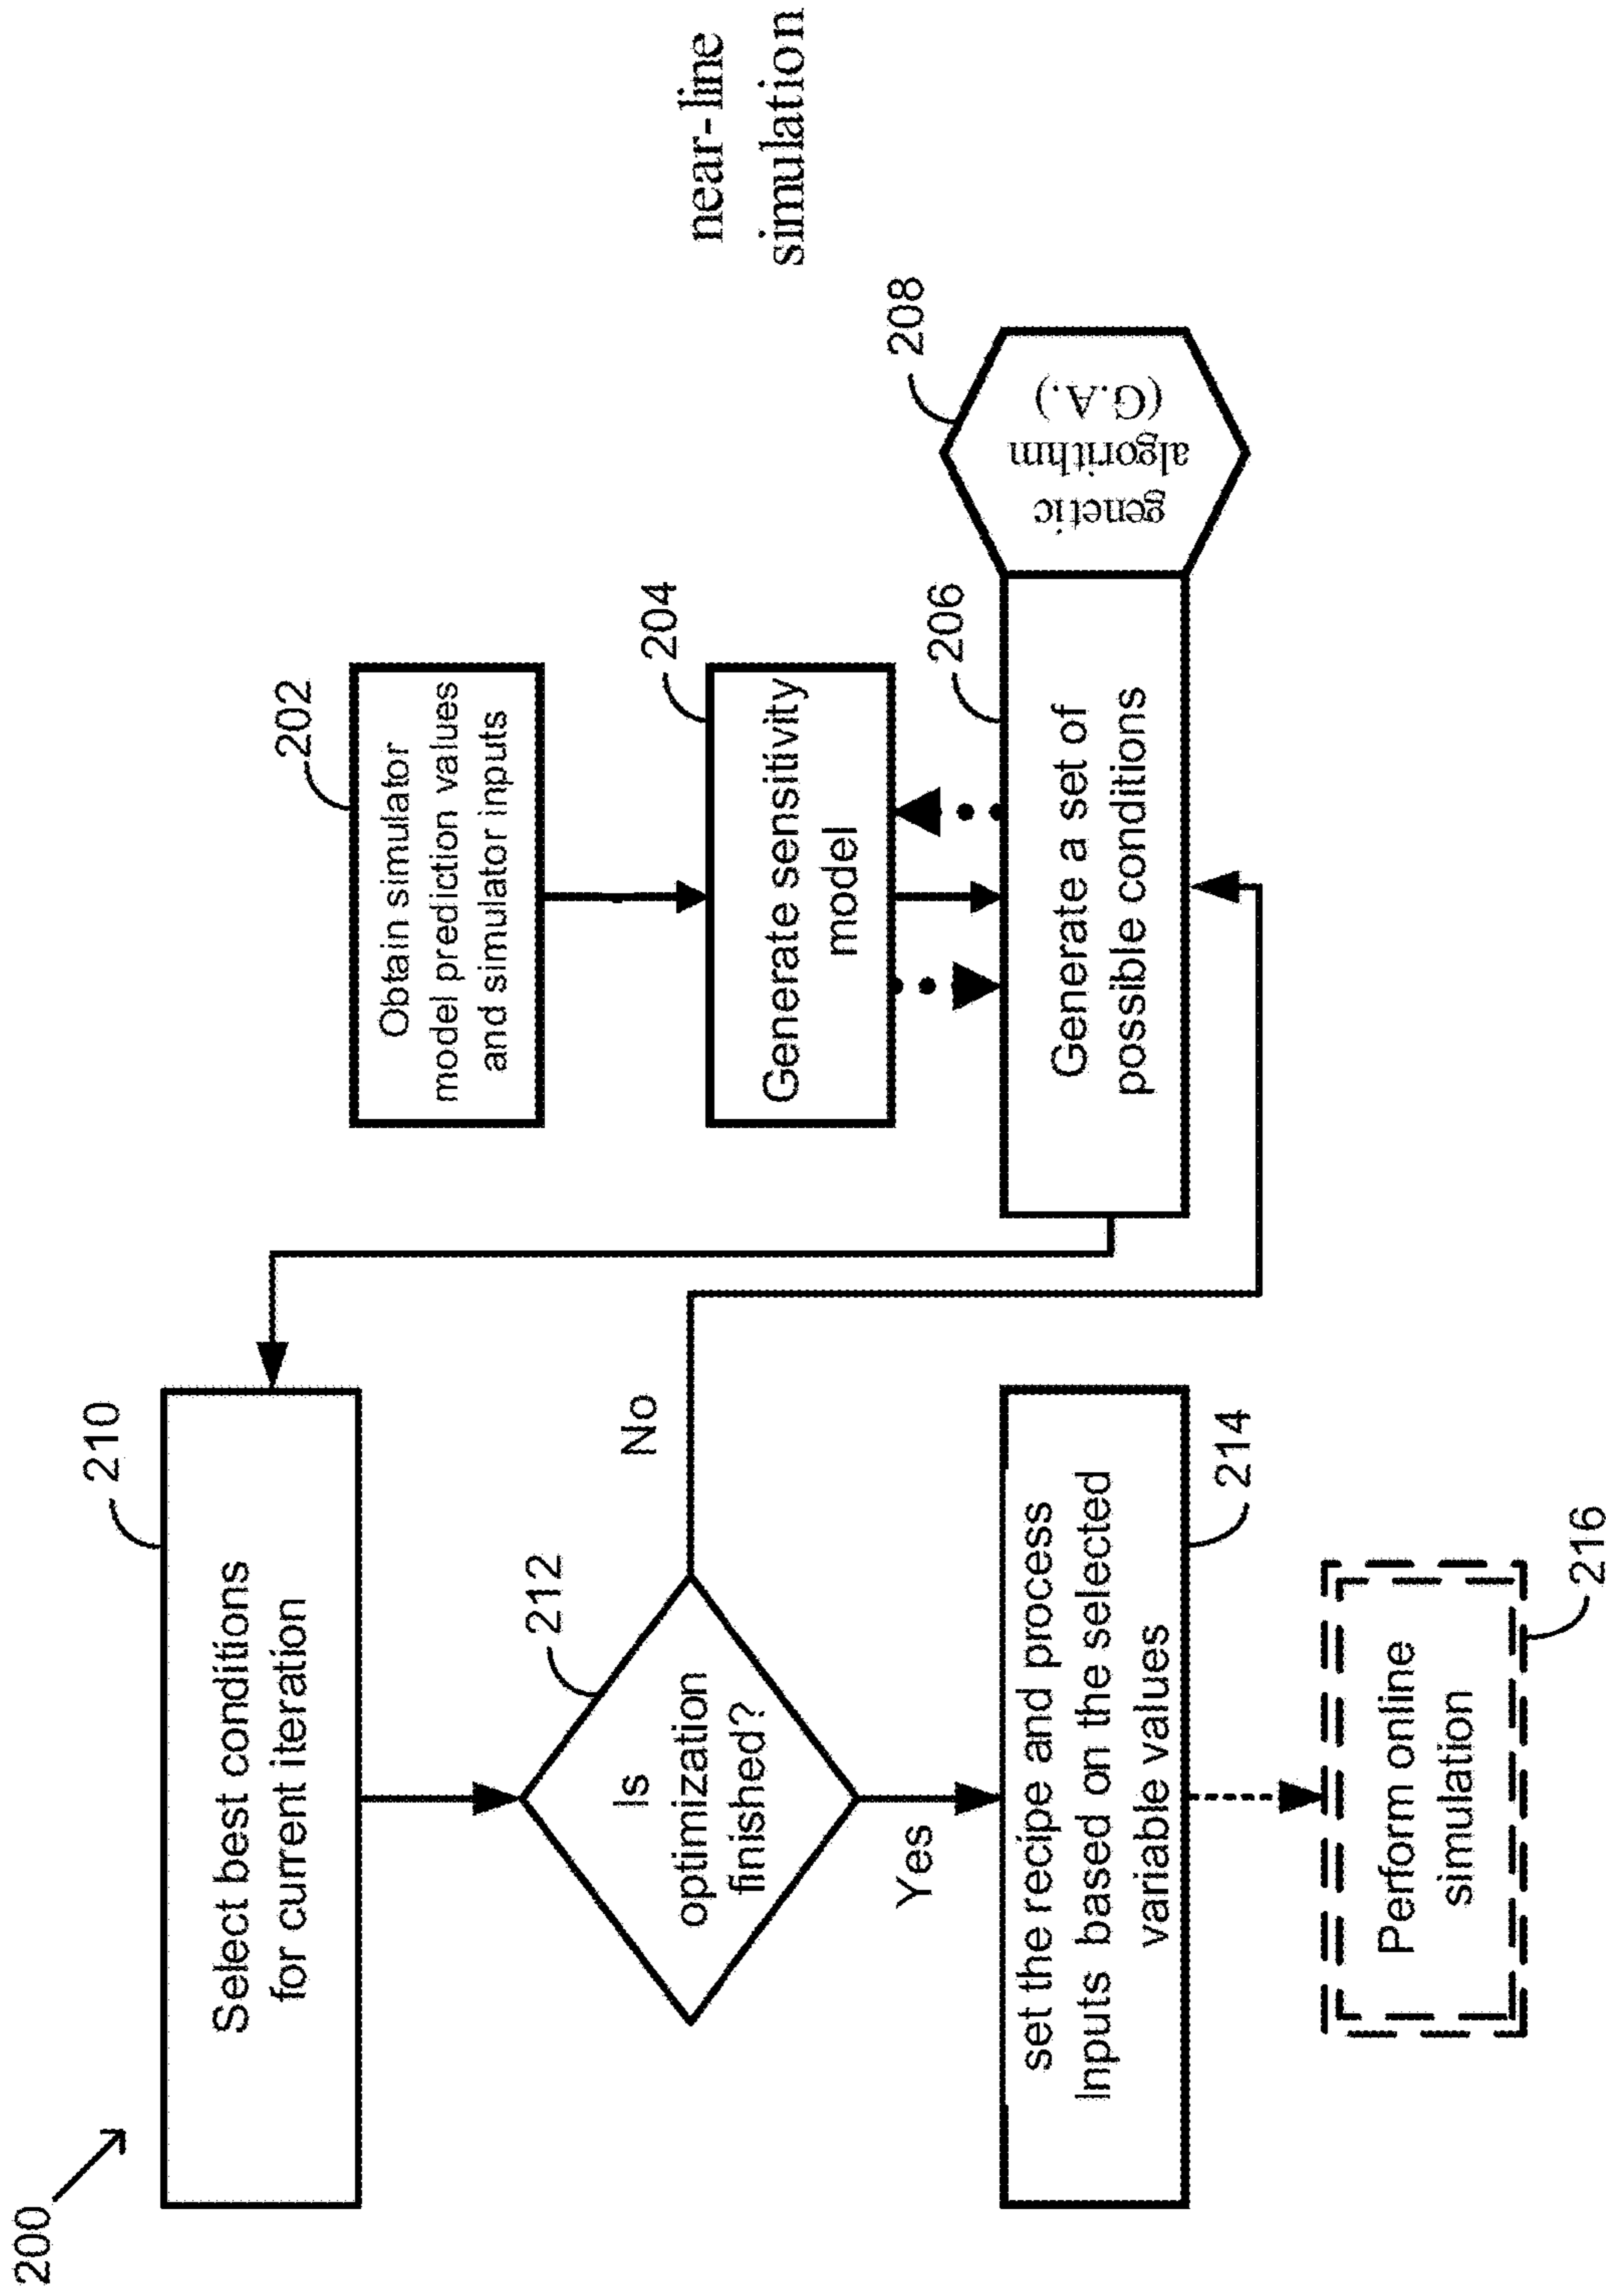 200
210
Select best conditions
for current iteration
212
Is
optimization
finished?
No
Yes
set the recipe and process
Inputs based on the selected
variable values
214
Perform online
simulation
216
202
Obtain simulator
model prediction values
and simulator inputs
204
Generate sensitivity
model
206
Generate a set of
possible conditions
208
genetic
algorithm
(G.A.)
near-line
simulation